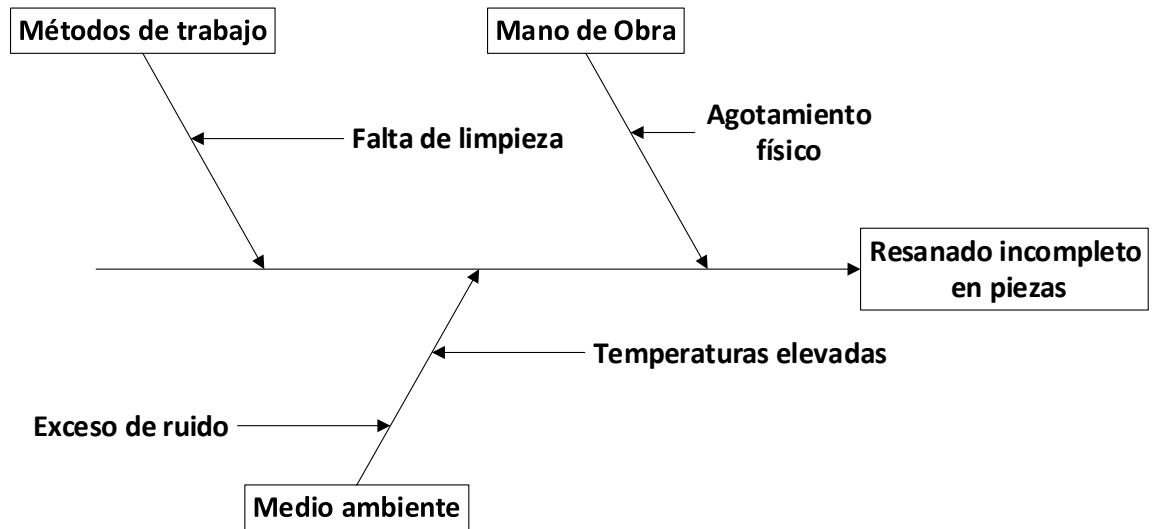 Métodos de trabajo
Mano de Obra
Falta de limpieza
Agotamiento
físico
Resanado incompleto
en piezas
Temperaturas elevadas
Exceso de ruido
Medio ambiente